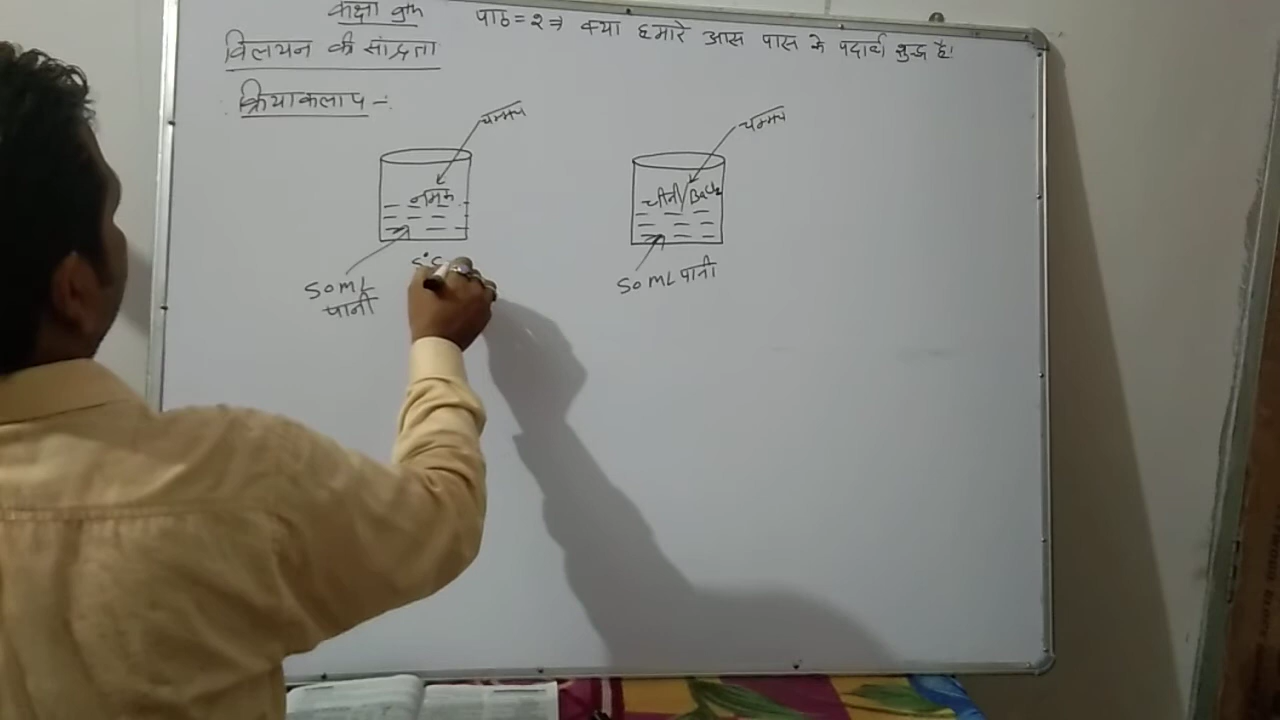 कक्षा 9th
पाठ = 2 ⇒ क्या हमारे आस पास के पदार्थ शुद्ध है।
विलयन की सांद्रता
क्रियाकलाप -:
चम्मच
चम्मच
नमक
चीनी/BaCl2
50 ML
पानी
5°C
50 ML पानी